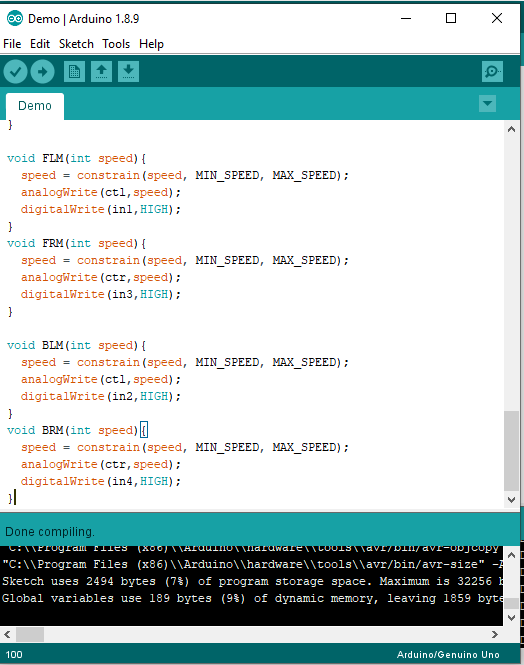 Demo | Arduino 1.8.9
File Edit Sketch Tools Help
Demo
}
void FLM(int speed){
speed = constrain(speed, MIN_SPEED, MAX_SPEED);
analogWrite(ctl,speed);
digitalWrite(in1,HIGH);
}
void FRM(int speed){
speed = constrain(speed, MIN_SPEED, MAX_SPEED);
analogWrite(ctr,speed);
digitalWrite(in3,HIGH);
}
void BLM(int speed){
speed = constrain(speed, MIN_SPEED, MAX_SPEED);
analogWrite(ctl,speed);
digitalWrite(in2,HIGH);
}
void BRM(int speed){
speed = constrain(speed, MIN_SPEED, MAX_SPEED);
analogWrite(ctr,speed);
digitalWrite(in4,HIGH);
}
Done compiling.
"C:\\Program Files (x86)\\Arduino\\hardware\\tools\\avr/bin/avr-objcopy
"C:\\Program Files (x86)\\Arduino\\hardware\\tools\\avr/bin/avr-size" -A
Sketch uses 2494 bytes (7%) of program storage space. Maximum is 32256 b
Global variables use 189 bytes (9%) of dynamic memory, leaving 1859 byte
100
Arduino/Genuino Uno